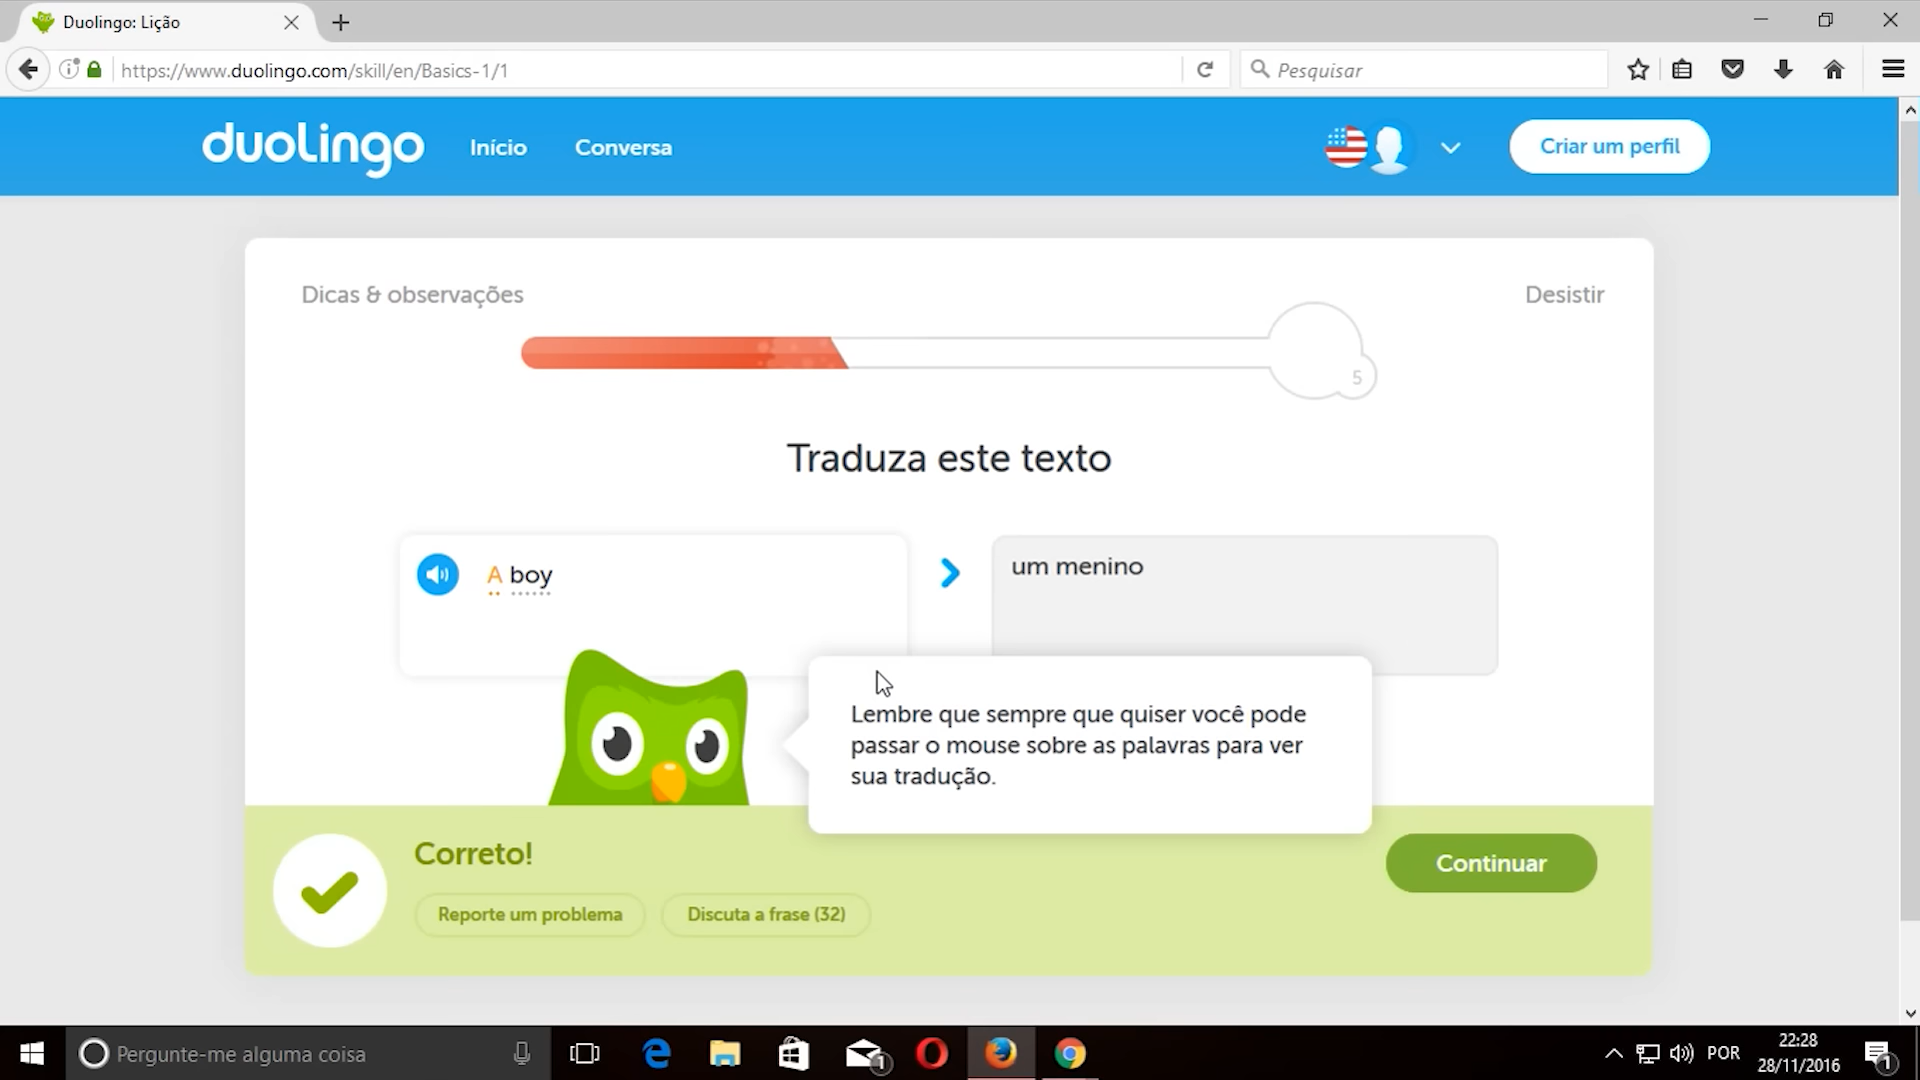 Duolingo: Lição
https://www.duolingo.com/skill/en/Basics-1/1
Pesquisar
duolingo
Início
Conversa
Criar um perfil
Dicas & observações
Desistir
5
Traduza este texto
A boy
um menino
Lembre que sempre que quiser você pode
passar o mouse sobre as palavras para ver
sua tradução.
Correto!
Continuar
Reporte um problema
Discuta a frase (32)
Pergunte-me alguma coisa
1
POR
22:28
28/11/2016
1